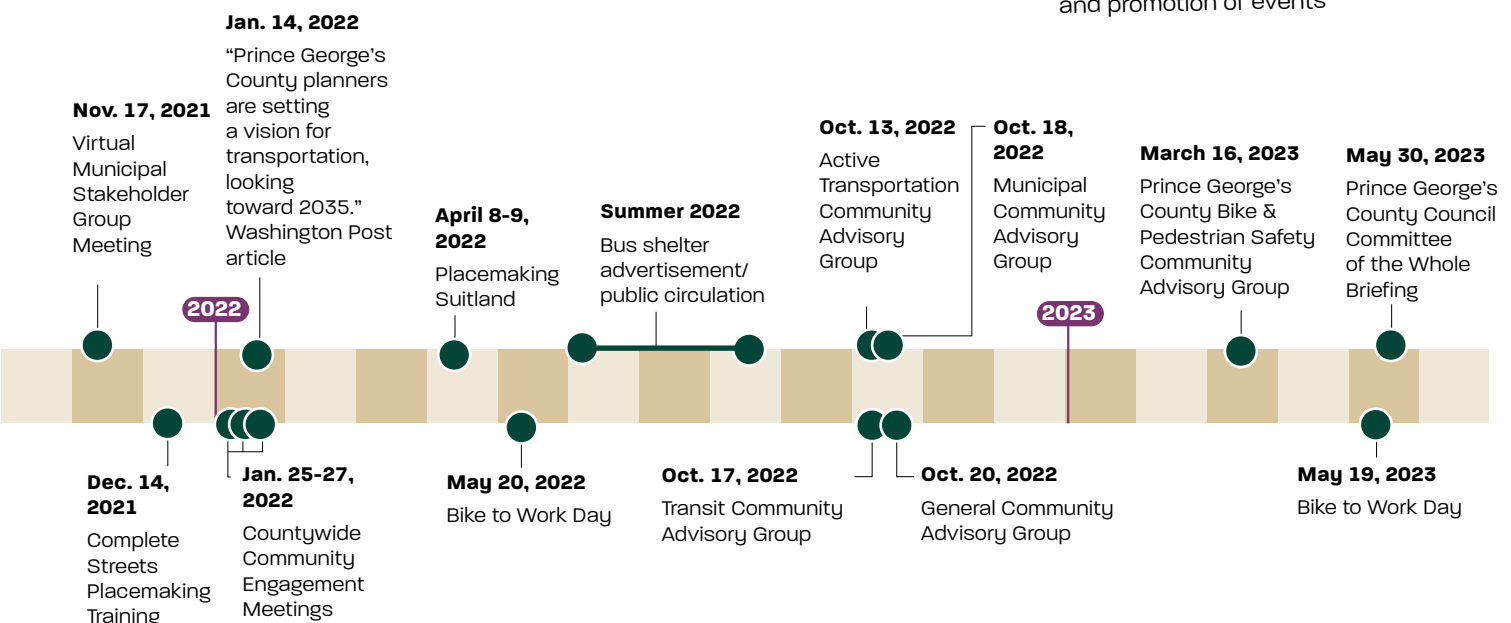 and promotion of events
Jan. 14, 2022
“Prince George’s
County planners
are setting
a vision for
transportation,
looking
toward 2035.”
Washington Post
article
Nov. 17, 2021
Virtual
Municipal
Stakeholder
Group
Meeting
April 8-9,
2022
Placemaking
Suitland
Summer 2022
Bus shelter
advertisement/
public circulation
Oct. 13, 2022
Active
Transportation
Community
Advisory
Group
Oct. 18,
2022
Municipal
Community
Advisory
Group
March 16, 2023
Prince George’s
County Bike &
Pedestrian Safety
Community
Advisory Group
May 30, 2023
Prince George’s
County Council
Committee
of the Whole
Briefing
2022
2023
Dec. 14,
2021
Complete
Streets
Placemaking
Training
Jan. 25-27,
2022
Countywide
Community
Engagement
Meetings
May 20, 2022
Bike to Work Day
Oct. 17, 2022
Transit Community
Advisory Group
Oct. 20, 2022
General Community
Advisory Group
May 19, 2023
Bike to Work Day